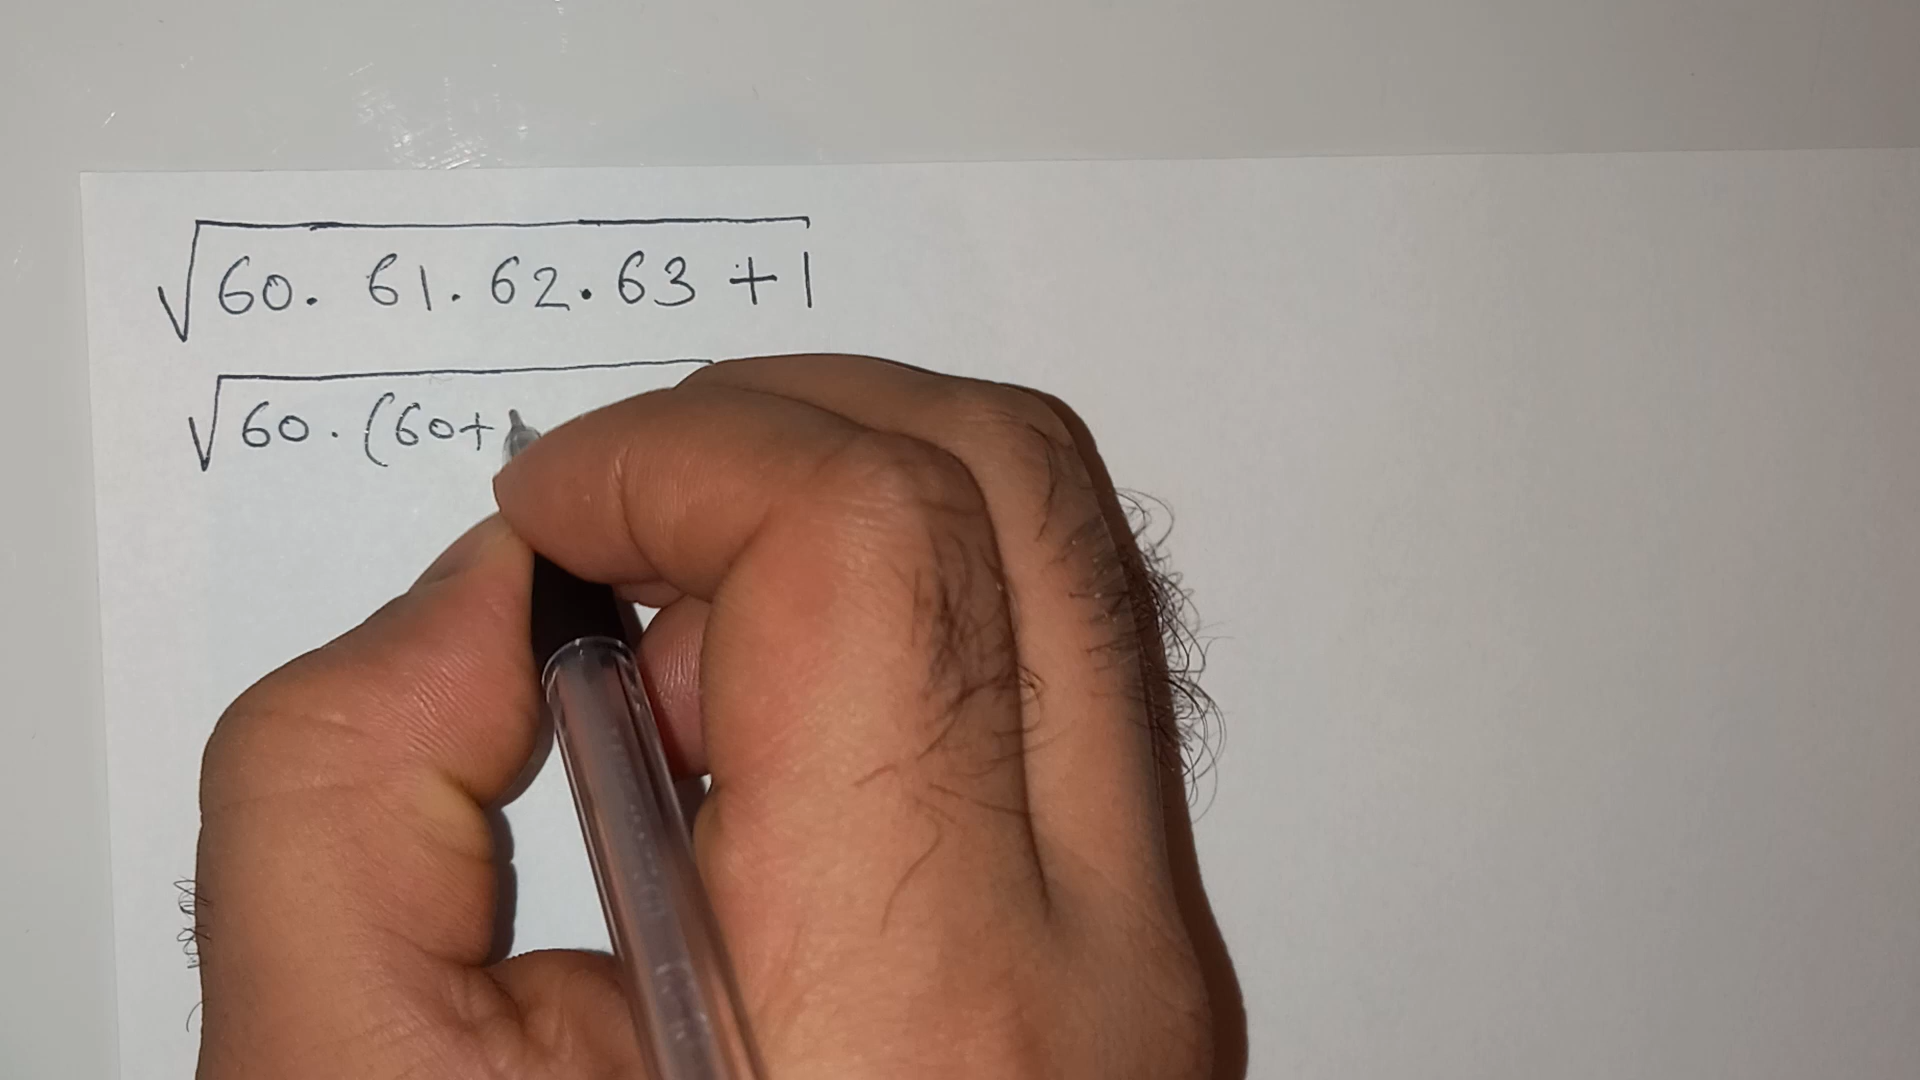 √60. 61. 62. 63 + 1
√60. (60+